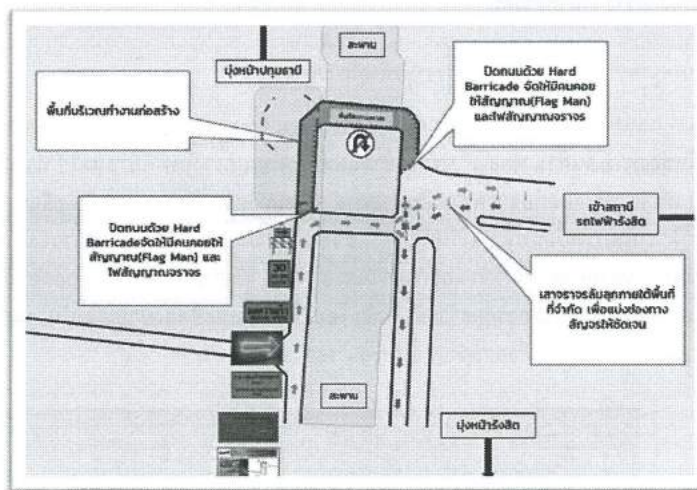 สะพาน
มุ่งหน้าปทุมธานี
พื้นที่บริเวณทำงานก่อสร้าง
ปิดถนนด้วย Hard
Barricade จัดให้มีคนคอย
ให้สัญญาณ(Flag Man)
และไฟสัญญาณจราจร
ปิดถนนด้วย Hard
Barricadeจัดให้มีคนคอยให้
สัญญาณ(Flag Man) และ
ไฟสัญญาณจราจร
เข้าสถานี
รถไฟฟ้ารังสิต
30
เสาจราจรล้มลุกภายใต้พื้นที่
ที่จำกัด เพื่อแบ่งช่องทาง
สัญจรให้ชัดเจน
สะพาน
มุ่งหน้ารังสิต